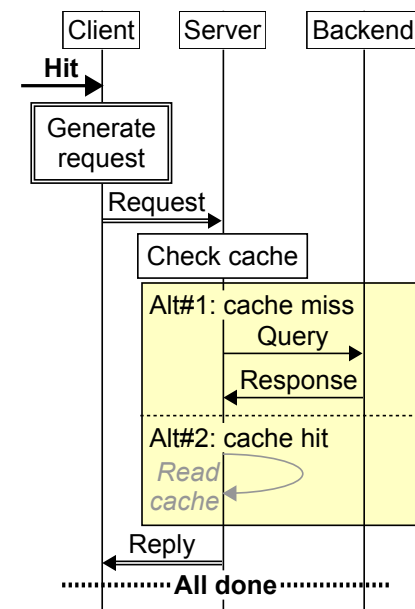 Client Server Backend
Hit
Generate
request
Request
Check cache
Alt#1: cache miss
Query
Response
Alt#2: cache hit
Read
cache
Reply
All done